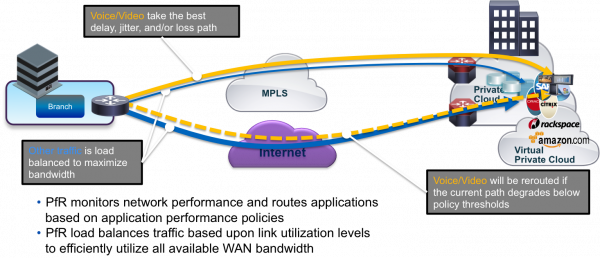 Voice/Video take the best
delay, jitter, and/or loss path
Branch
MPLS
Private
Cloud
SAP
CITRIX
rackspace
amazon.com
Virtual
Private Cloud
Internet
is load
balanced to maximize
bandwidth
Voice/Video will be rerouted if
the current path degrades below
policy thresholds
• PfR monitors network performance and routes applications
based on application performance policies
• PfR load balances traffic based upon link utilization levels
to efficiently utilize all available WAN bandwidth